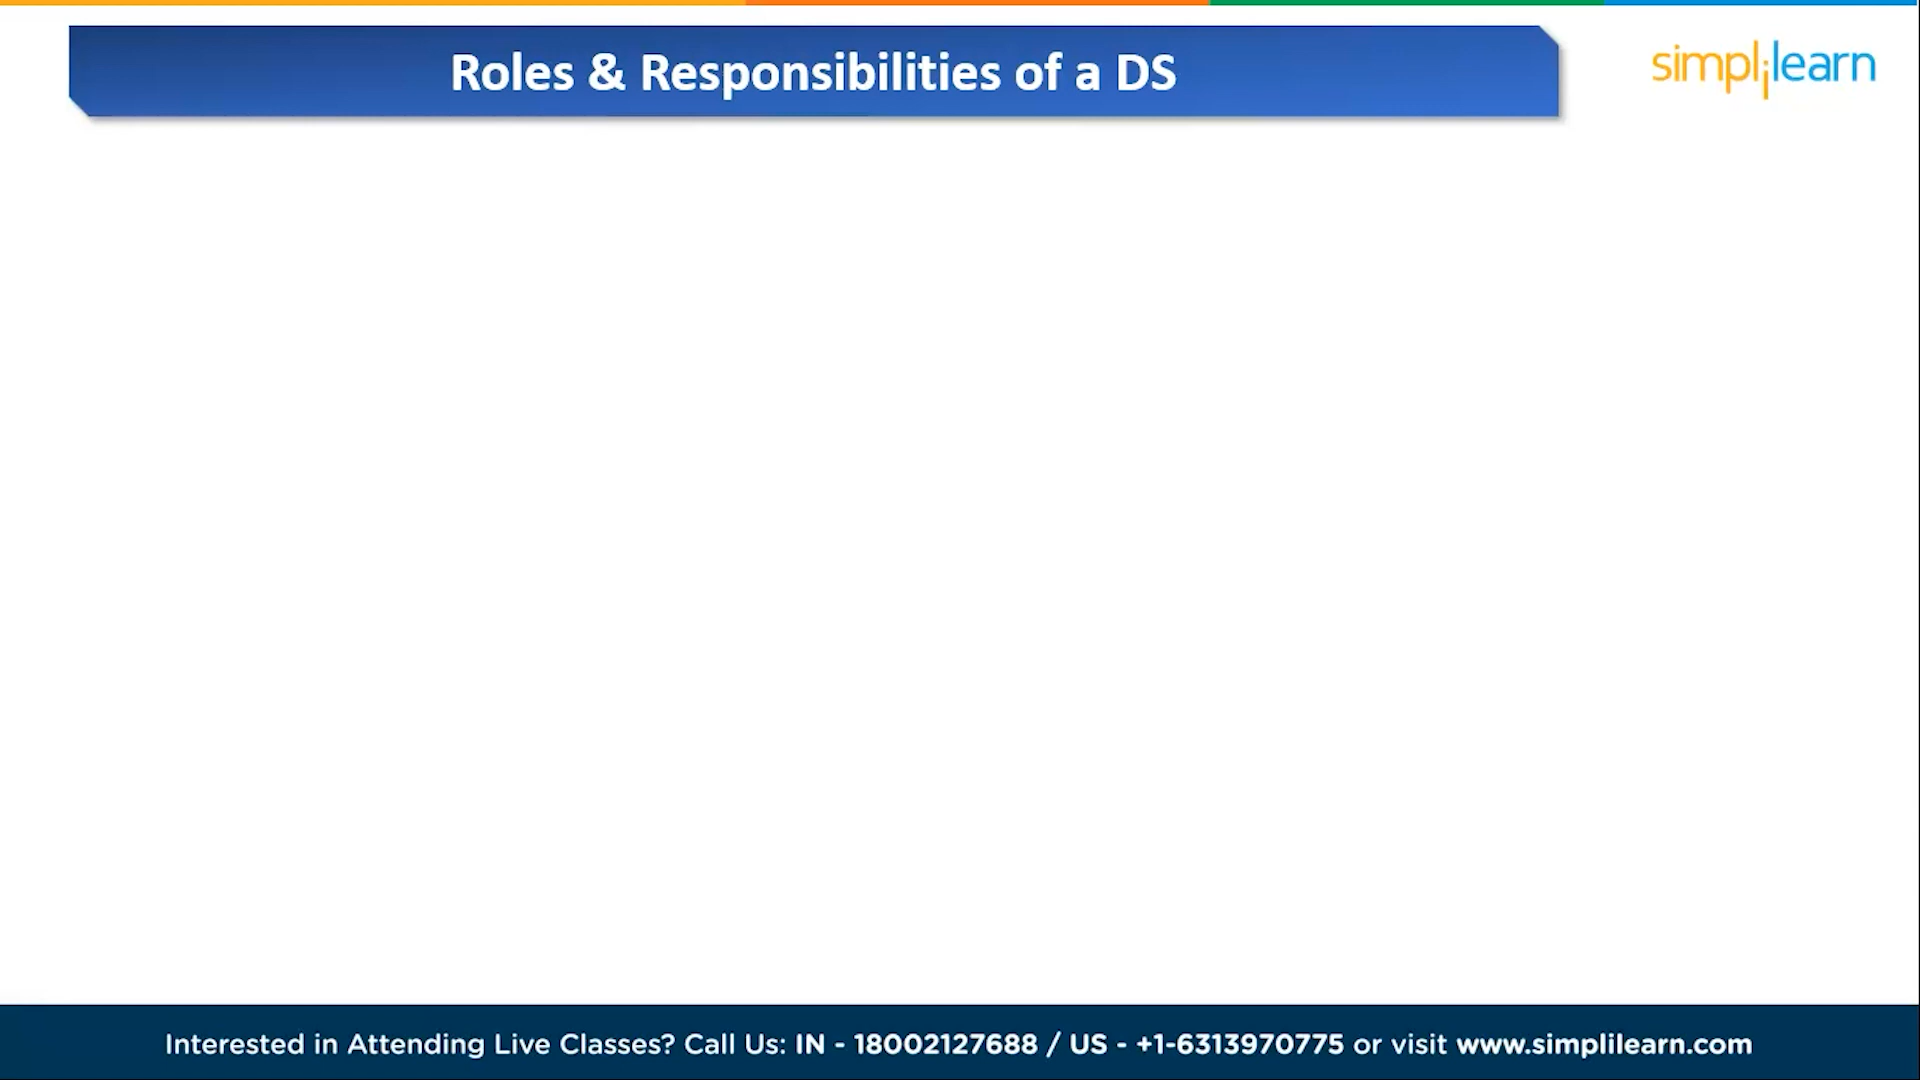 Roles & Responsibilities of a DS
simplilearn
Interested in Attending Live Classes? Call Us: IN - 18002127688 / US - +1-6313970775 or visit www.simplilearn.com